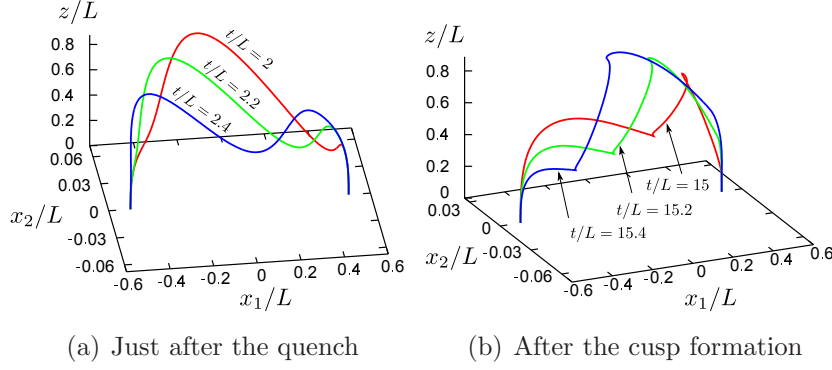 z/L
0.8
0.6
0.4
0.2
0
0.06
0.03
0
-0.03
-0.06
x₂/L
-0.6
-0.4
-0.2
0
0.2
0.4
0.6
x₁/L
t/L = 2
t/L = 2.2
t/L = 2.4
(a) Just after the quench
z/L
0.8
0.6
0.4
0.2
0
0.03
0
-0.03
-0.06
x₂/L
-0.6
-0.4
-0.2
0
0.2
0.4
0.6
x₁/L
t/L = 15
t/L = 15.2
t/L = 15.4
(b) After the cusp formation